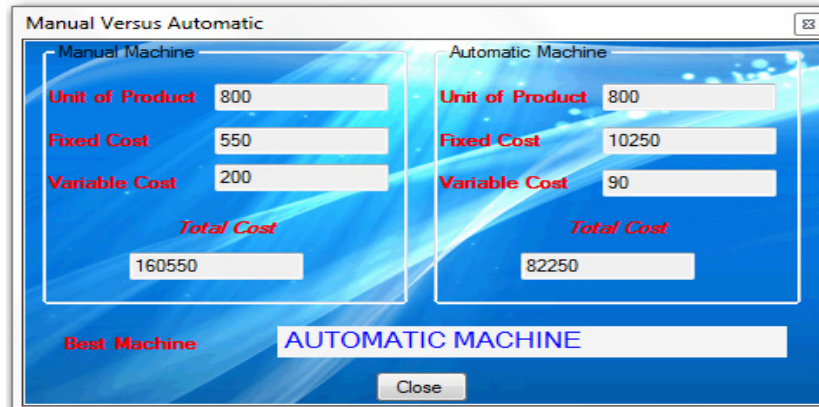 Manual Versus Automatic
Manual Machine
Unit of Product 800
Fixed Cost 550
Variable Cost 200
Total Cost
160550
Automatic Machine
Unit of Product 800
Fixed Cost 10250
Variable Cost 90
Total Cost
82250
Best Machine AUTOMATIC MACHINE
Close